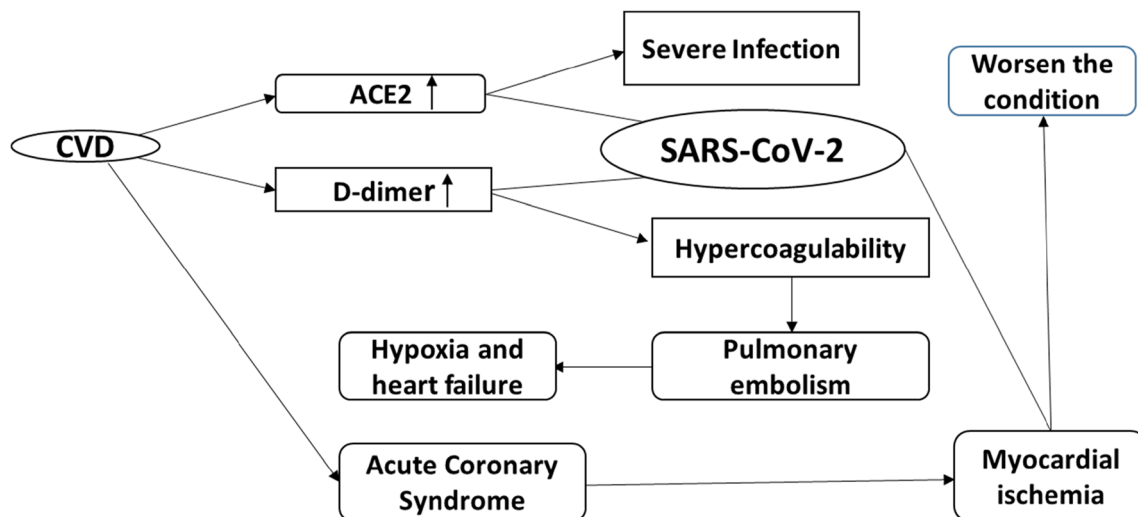 Severe Infection
Worsen the
condition
ACE2
CVD
SARS-CoV-2
D-dimer
Hypercoagulability
Hypoxia and
heart failure
Pulmonary
embolism
Acute Coronary
Syndrome
Myocardial
ischemia